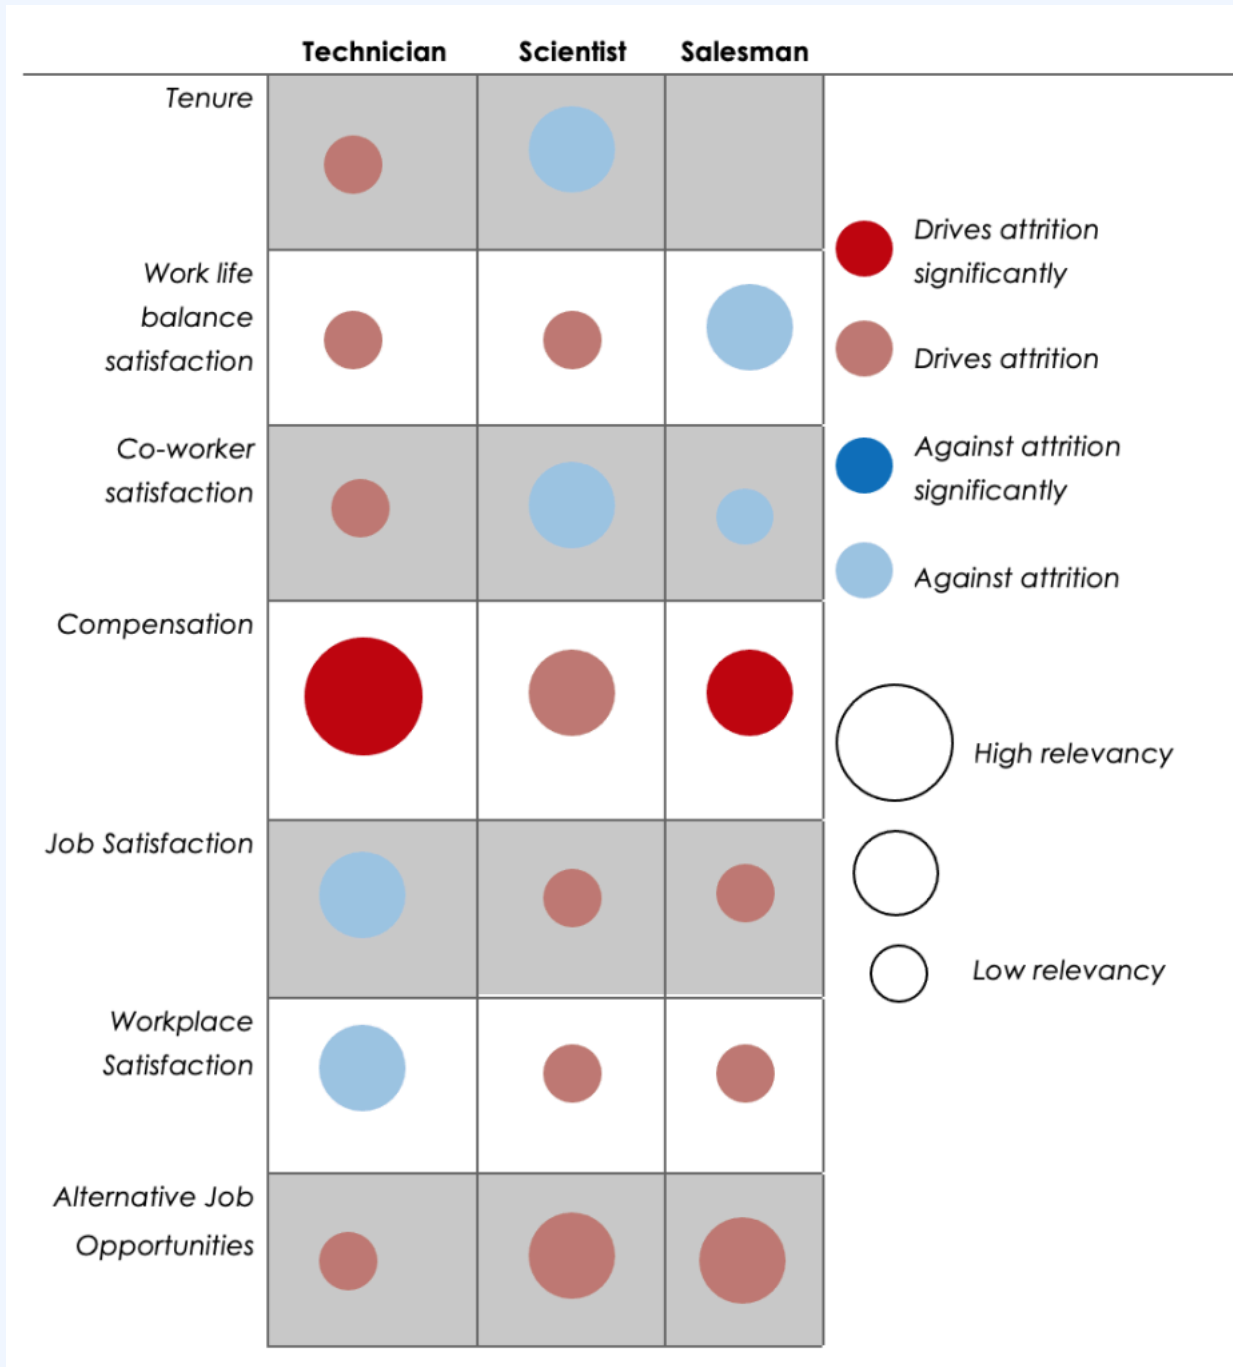 Technician Scientist Salesman
Tenure
Work life
balance
satisfaction
Co-worker
satisfaction
Compensation
Job Satisfaction
Workplace
Satisfaction
Alternative Job
Opportunities
Drives attrition
significantly
Drives attrition
Against attrition
significantly
Against attrition
High relevancy
Low relevancy